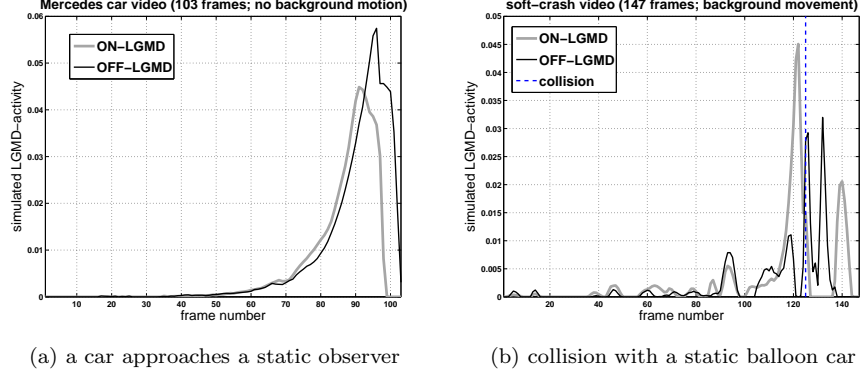 Mercedes car video (103 frames; no background motion)
0.06
0.05
0.04
0.03
0.02
0.01
0
simulated LGMD−activity
ON−LGMD
OFF−LGMD
10 20 30 40 50 60 70 80 90 100
frame number
(a) a car approaches a static observer
soft−crash video (147 frames; background movement)
0.05
0.045
0.04
0.035
0.03
0.025
0.02
0.015
0.01
0.005
0
simulated LGMD−activity
ON−LGMD
OFF−LGMD
collision
0 20 40 60 80 100 120 140
frame number
(b) collision with a static balloon car